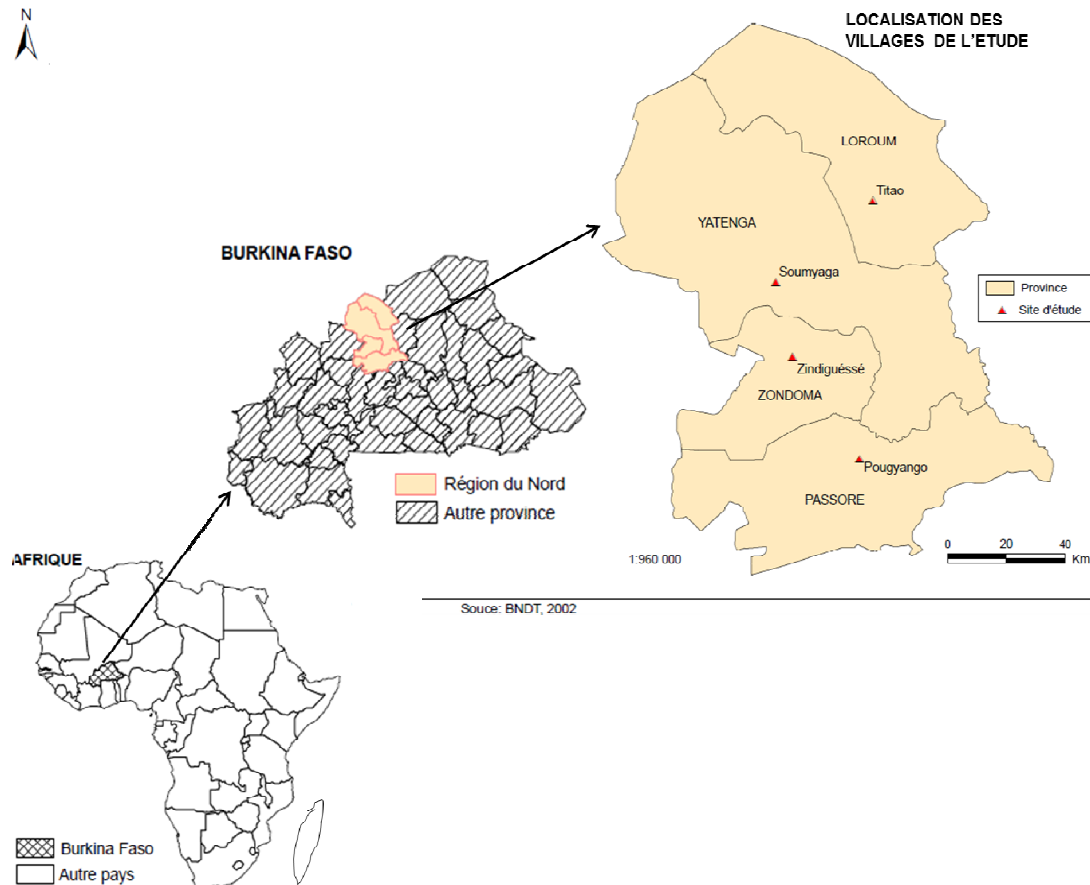 N
LOCALISATION DES
VILLAGES DE L'ETUDE
LOROUM
Titao
YATENGA
Soumyaga
Province
Site d'étude
Zindiguéssé
ZONDOMA
Pougyango
PASSORE
1:960 000
0 20 40
Km
BURKINA FASO
Région du Nord
Autre province
Souce: BNDT, 2002
AFRIQUE
Burkina Faso
Autre pays